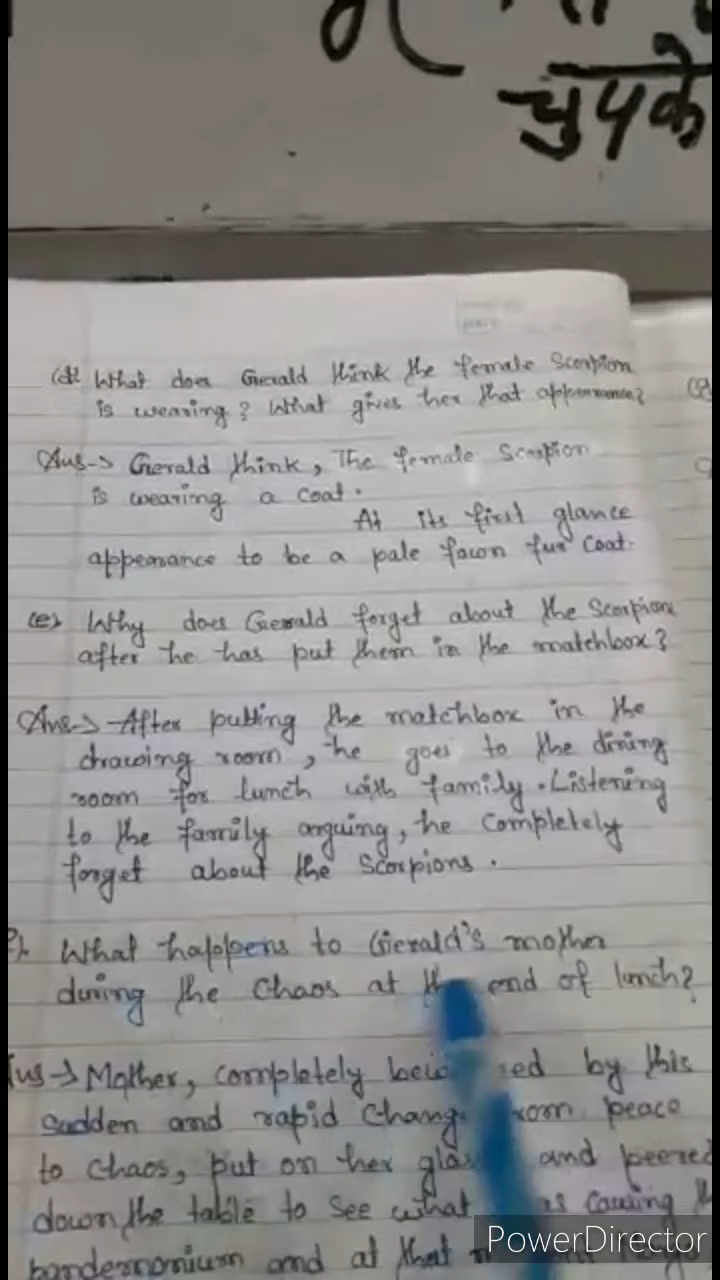 चुपके
(d) What does Gerald think the female Scorpion
is wearing? What gives her that appearance?
Ans-> Gerald think, The female Scorpion
is wearing a coat.
At its first glance
appearance to be a pale fown fur coat.
(e) Why does Gerald forget about the Scorpions
after he has put them in the matchbox?
Ans-> After putting the matchbox in the
drawing room, he goes to the dining
room for lunch with family. Listening
to the family arguing, he completely
forget about the Scorpions.
What happens to Gerald's mother
during the Chaos at the end of lunch?
Mother, completely by this
sudden and rapid peace
to chaos, put on her and peered
down the table to see what causing
pandemonium and at that
PowerDirector